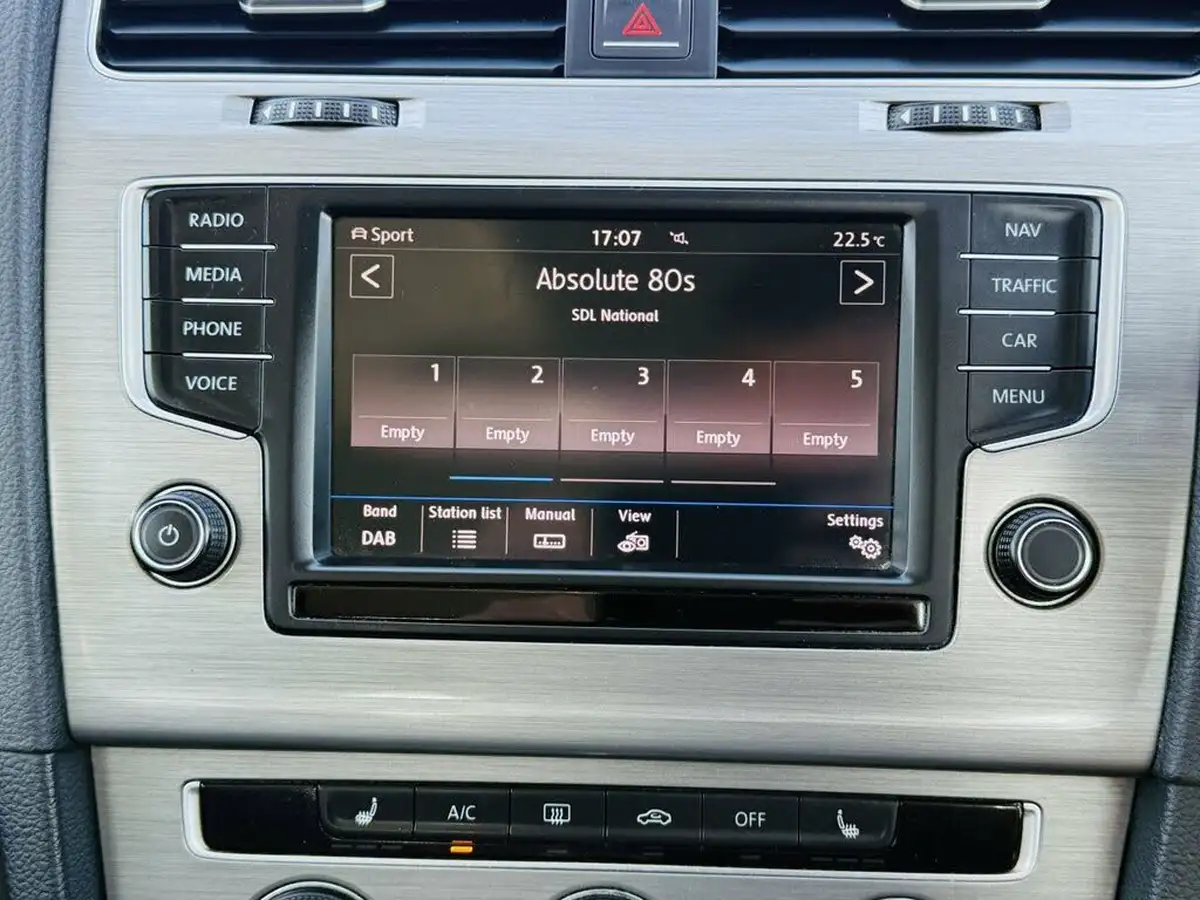 RADIO
MEDIA
PHONE
VOICE
Sport
17:07
22.5°C
<
Absolute 80s
>
SDL National
1
2
3
4
5
Empty
Empty
Empty
Empty
Empty
Band
DAB
Station list
Manual
View
Settings
NAV
TRAFFIC
CAR
MENU
A/C
OFF